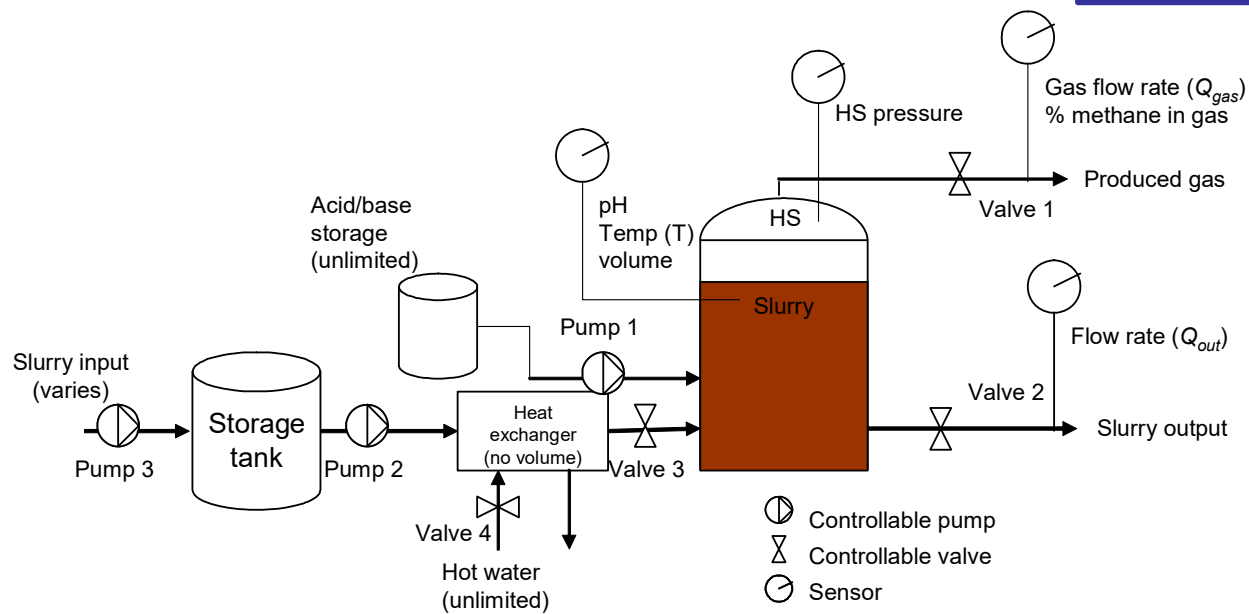 Gas flow rate (Qgas)
% methane in gas
HS pressure
Produced gas
Valve 1
HS
pH
Temp (T)
volume
Acid/base
storage
(unlimited)
Slurry
Pump 1
Flow rate (Qout)
Valve 2
Slurry output
Slurry input
(varies)
Pump 3
Storage
tank
Pump 2
Heat
exchanger
(no volume)
Valve 3
Valve 4
Hot water
(unlimited)
Controllable pump
Controllable valve
Sensor